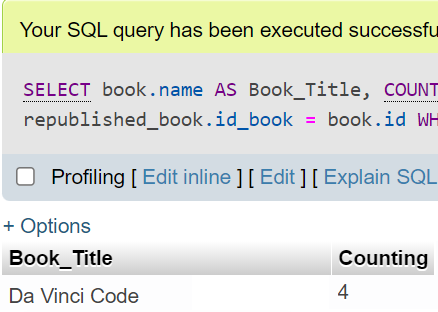 Your SQL query has been executed successfu
SELECT book.name AS Book_Title, COUNT
republished_book.id_book = book.id WH
Profiling [ Edit inline ] [ Edit ] [ Explain SQL
+ Options
Book_Title Counting
Da Vinci Code 4